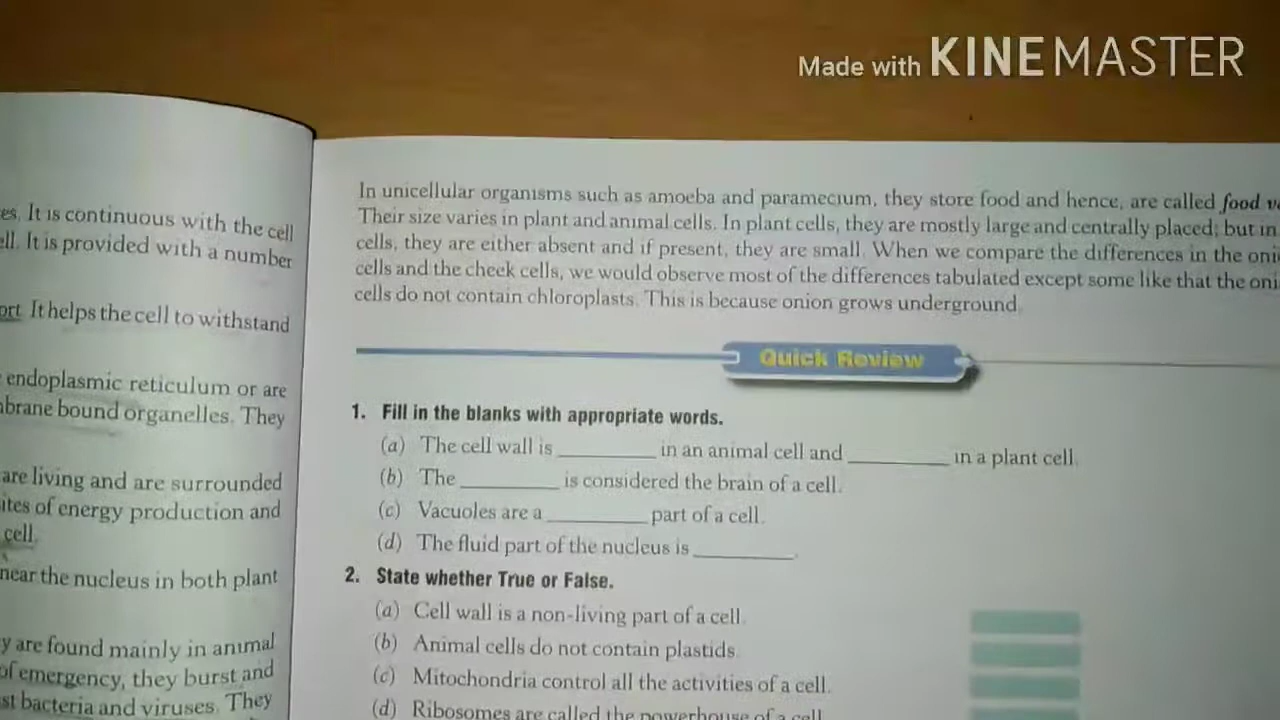 Made with KINEMASTER
es. It is continuous with the cell
ell. It is provided with a number
ort. It helps the cell to withstand
endoplasmic reticulum or are
brane bound organelles. They
are living and are surrounded
ites of energy production and
cell.
near the nucleus in both plant
y are found mainly in animal
of emergency, they burst and
st bacteria and viruses. They
In unicellular organisms such as amoeba and paramecium, they store food and hence, are called food v
Their size varies in plant and animal cells. In plant cells, they are mostly large and centrally placed; but in
cells, they are either absent and if present, they are small. When we compare the differences in the oni
cells and the cheek cells, we would observe most of the differences tabulated except some like that the oni
cells do not contain chloroplasts. This is because onion grows underground.
Quick Review
1. Fill in the blanks with appropriate words.
(a) The cell wall is __________ in an animal cell and __________ in a plant cell.
(b) The __________ is considered the brain of a cell.
(c) Vacuoles are a __________ part of a cell.
(d) The fluid part of the nucleus is __________.
2. State whether True or False.
(a) Cell wall is a non-living part of a cell.
(b) Animal cells do not contain plastids.
(c) Mitochondria control all the activities of a cell.
(d) Ribosomes are called the powerhouse of a cell.